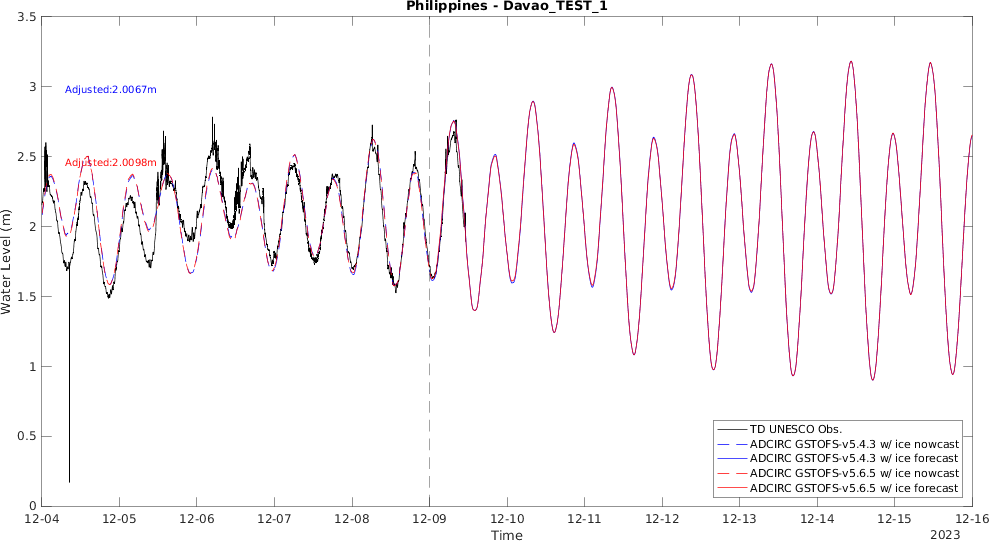 Philippines - Davao_TEST_1
3.5
3
2.5
2
1.5
1
0.5
0
Water Level (m)
Adjusted:2.0067m
Adjusted:2.0098m
TD UNESCO Obs.
ADCIRC GSTOFS-v5.4.3 w/ ice nowcast
ADCIRC GSTOFS-v5.4.3 w/ ice forecast
ADCIRC GSTOFS-v5.6.5 w/ ice nowcast
ADCIRC GSTOFS-v5.6.5 w/ ice forecast
12-04 12-05 12-06 12-07 12-08 12-09 12-10 12-11 12-12 12-13 12-14 12-15 12-16
Time
2023